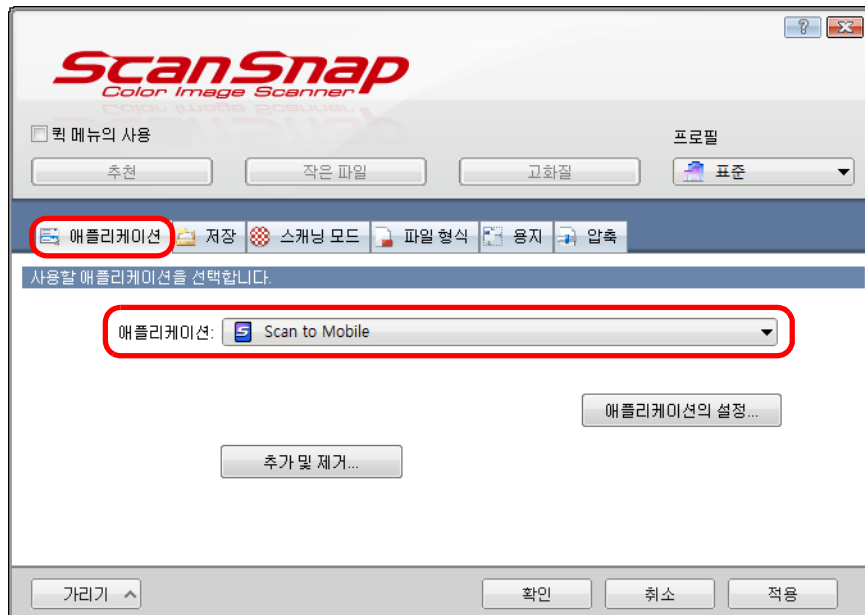 ScanSnap
Color Image Scanner
퀵 메뉴의 사용
프로필
추천 작은 파일 고화질 표준
애플리케이션 저장 스캐닝 모드 파일 형식 용지 압축
사용할 애플리케이션을 선택합니다.
애플리케이션: Scan to Mobile
애플리케이션의 설정...
추가 및 제거...
가리기 확인 취소 적용